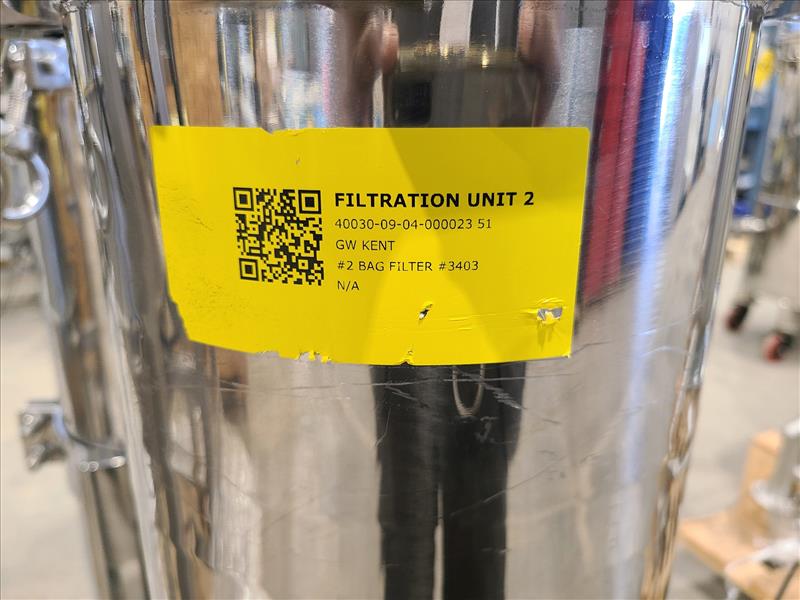 FILTRATION UNIT 2
40030-09-04-000023 51
GW KENT
#2 BAG FILTER #3403
N/A